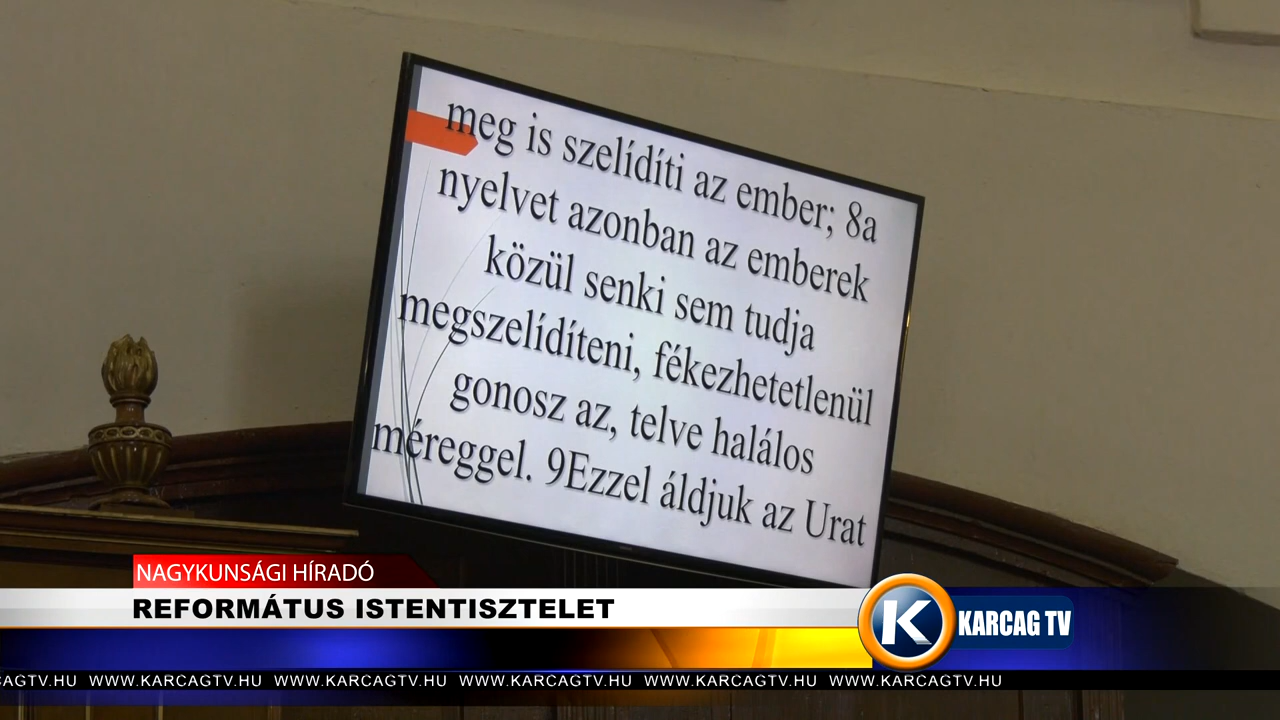 meg is szelídíti az ember; 8a
nyelvet azonban az emberek
közül senki sem tudja
megszelídíteni, fékezhetetlenül
gonosz az, telve halálos
méreggel. 9Ezzel áldjuk az Urat
NAGYKUNSÁGI HÍRADÓ
REFORMÁTUS ISTENTISZTELET
K KARCAG TV
CAGTV.HU WWW.KARCAGTV.HU WWW.KARCAGTV.HU WWW.KARCAGTV.HU WWW.KARCAGTV.HU WWW.KARCAGTV.HU